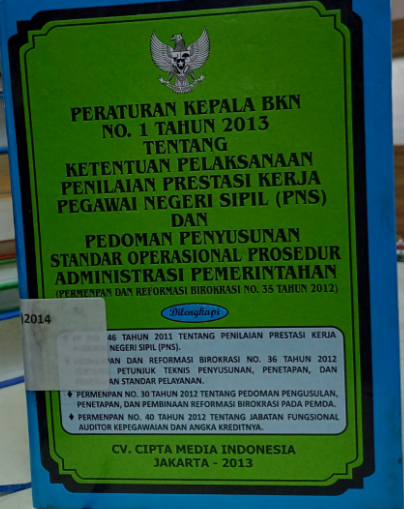 PERATURAN KEPALA BKN
NO. 1 TAHUN 2013
TENTANG
KETENTUAN PELAKSANAAN
PENILAIAN PRESTASI KERJA
PEGAWAI NEGERI SIPIL (PNS)
DAN
PEDOMAN PENYUSUNAN
STANDAR OPERASIONAL PROSEDUR
ADMINISTRASI PEMERINTAHAN
(PERMENPAN DAN REFORMASI BIROKRASI NO. 35 TAHUN 2012)
Dilengkapi
2014
46 TAHUN 2011 TENTANG PENILAIAN PRESTASI KERJA
NEGERI SIPIL (PNS).
DAN REFORMASI BIROKRASI NO. 36 TAHUN 2012
PETUNJUK TEKNIS PENYUSUNAN, PENETAPAN, DAN
STANDAR PELAYANAN.
♦ PERMENPAN NO. 30 TAHUN 2012 TENTANG PEDOMAN PENGUSULAN,
PENETAPAN, DAN PEMBINAAN REFORMASI BIROKRASI PADA PEMDA.
♦ PERMENPAN NO. 40 TAHUN 2012 TENTANG JABATAN FUNGSIONAL
AUDITOR KEPEGAWAIAN DAN ANGKA KREDITNYA.
CV. CIPTA MEDIA INDONESIA
JAKARTA - 2013